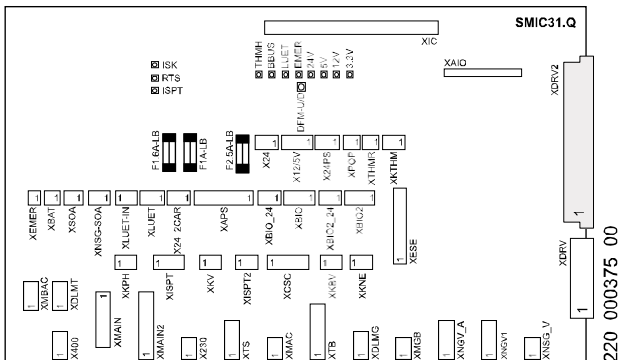 SMIC31.Q
XIC
THMH
BBUS
LUET
EMER
24V
5V
12V
3.3V
XAIO
XDRV2
ISK
RTS
ISPT
DFM-U/D
F1.6A-LB
F1A-LB
F2.5A-LB
X24
X12/5V
X24PS
XPOP
XTHMR
XKTHM
XEMER
XBAT
XSOA
XNSG-SOA
XLUET-IN
XLUET
X24_2CAR
XAPS
XBIO_24
XBIO
XBIO2_24
XBIO2
XESE
XDRV
XMBAC
XDLMT
XKPH
XISPT
XKV
XISPT2
XCSC
XKBV
XKNE
XMAIN
X400
XMAIN2
X230
XTS
XMAC
XTB
XDLMG
XMGB
XNGV_A
XNGV1
XNSG_V
220 000375 00